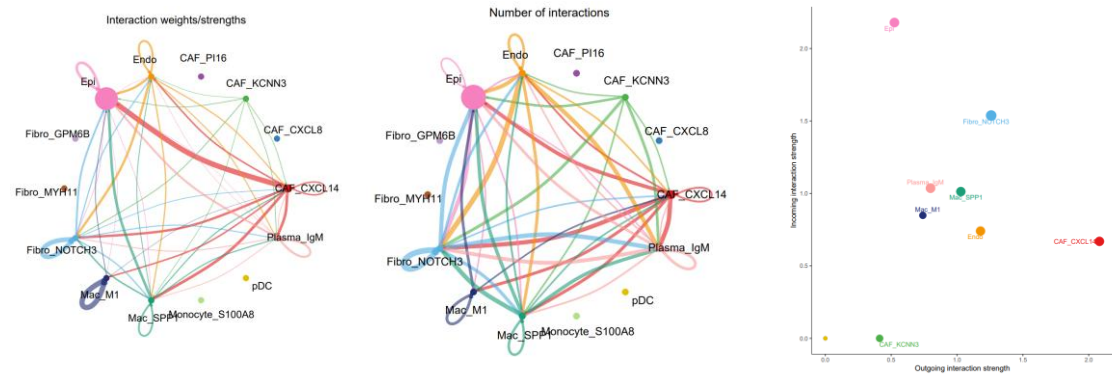 Interaction weights/strengths
Endo
CAF_PI16
Epi
CAF_KCNN3
Fibro_GPM6B
CAF_CXCL8
Fibro_MYH11
CAF_CXCL14
Fibro_NOTCH3
Plasma_IgM
Mac_M1
pDC
Mac_SPP1
Monocyte_S100A8
Number of interactions
Endo
CAF_PI16
Epi
CAF_KCNN3
Fibro_GPM6B
CAF_CXCL8
Fibro_MYH11
CAF_CXCL14
Fibro_NOTCH3
Plasma_IgM
Mac_M1
pDC
Mac_SPP1
Monocyte_S100A8
Incoming interaction strength
Epi
1.5
Fibro_NOTCH3
Plasma_IgM
1.0
Mac_SPP1
Mac_M1
Endo
CAF_CXCL14
0.5
0.0
CAF_KCNN3
0.0
0.5
1.0
1.5
2.0
Outgoing interaction strength
2.0